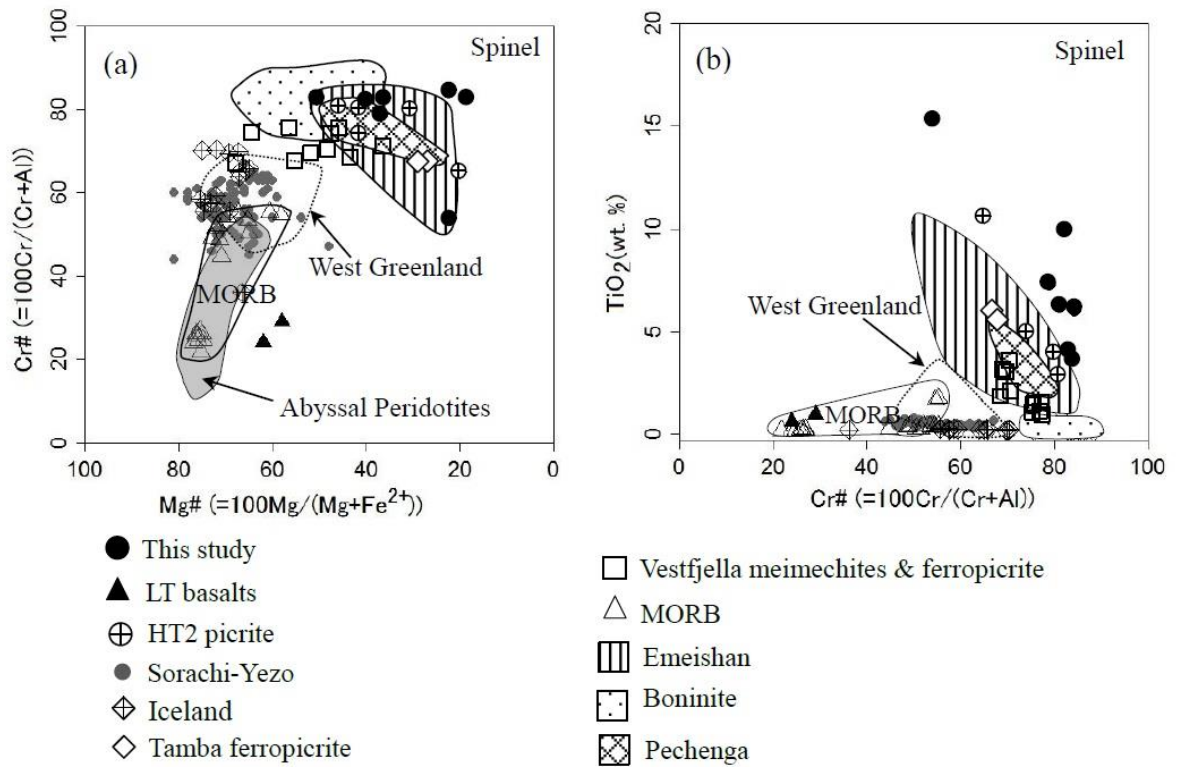 (a)
Spinel
West Greenland
MORB
Abyssal Peridotites
100
80
60
40
20
0
Cr# (=100Cr/(Cr+Al))
100
80
60
40
20
0
Mg# (=100Mg/(Mg+Fe²⁺))
(b)
Spinel
West Greenland
MORB
20
15
10
5
0
TiO₂(wt. %)
0
20
40
60
80
100
Cr# (=100Cr/(Cr+Al))
This study
LT basalts
HT2 picrite
Sorachi-Yezo
Iceland
Tamba ferropicrite
Vestfjella meimechites & ferropicrite
MORB
Emeishan
Boninite
Pechenga